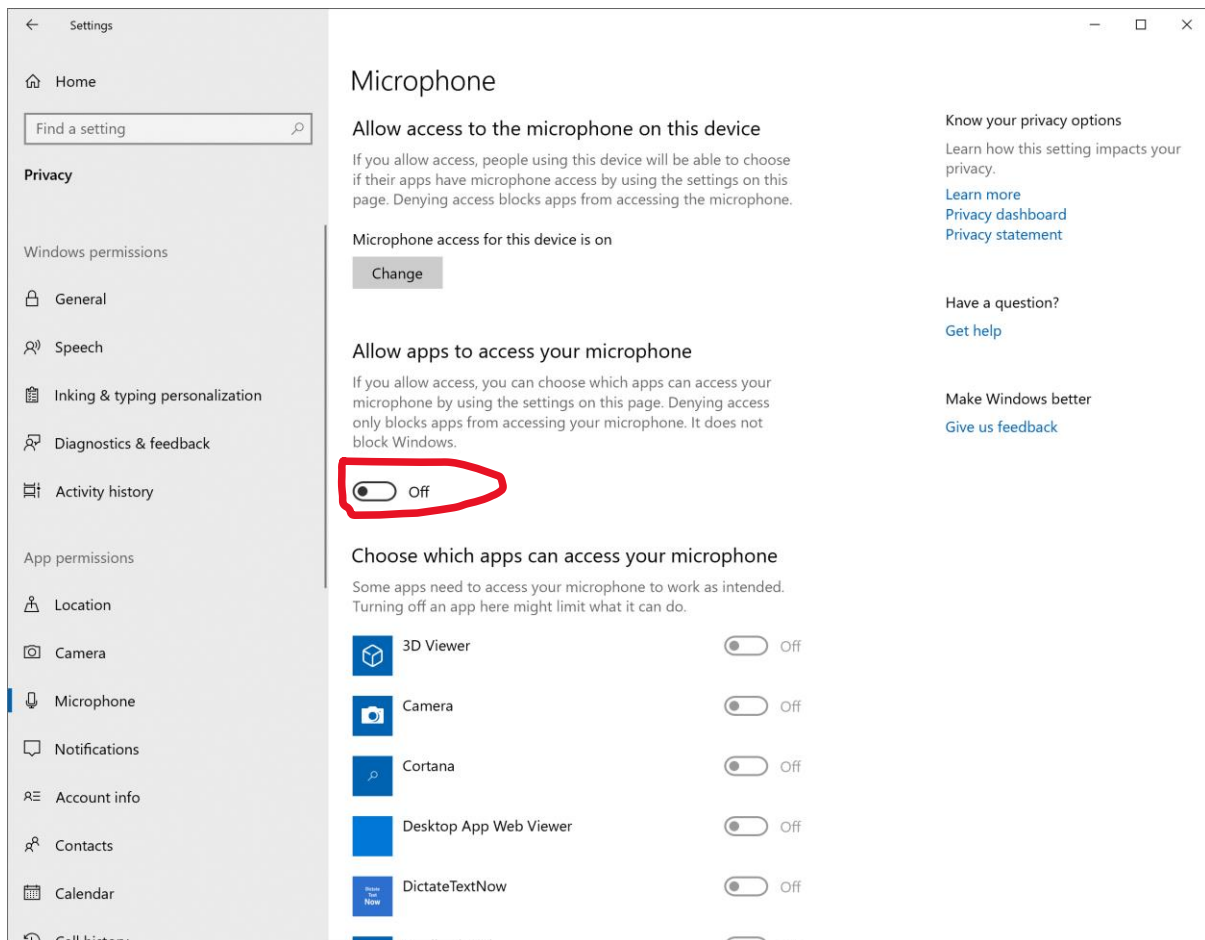 Settings
Home
Find a setting
Privacy
Windows permissions
General
Speech
Inking & typing personalization
Diagnostics & feedback
Activity history
App permissions
Location
Camera
Microphone
Notifications
Account info
Contacts
Calendar
Microphone
Allow access to the microphone on this device
If you allow access, people using this device will be able to choose
if their apps have microphone access by using the settings on this
page. Denying access blocks apps from accessing the microphone.
Microphone access for this device is on
Change
Allow apps to access your microphone
If you allow access, you can choose which apps can access your
microphone by using the settings on this page. Denying access
only blocks apps from accessing your microphone. It does not
block Windows.
Off
Choose which apps can access your microphone
Some apps need to access your microphone to work as intended.
Turning off an app here might limit what it can do.
3D Viewer Off
Camera Off
Cortana Off
Desktop App Web Viewer Off
Dictate
Text
Now
DictateTextNow Off
Know your privacy options
Learn how this setting impacts your
privacy.
Learn more
Privacy dashboard
Privacy statement
Have a question?
Get help
Make Windows better
Give us feedback